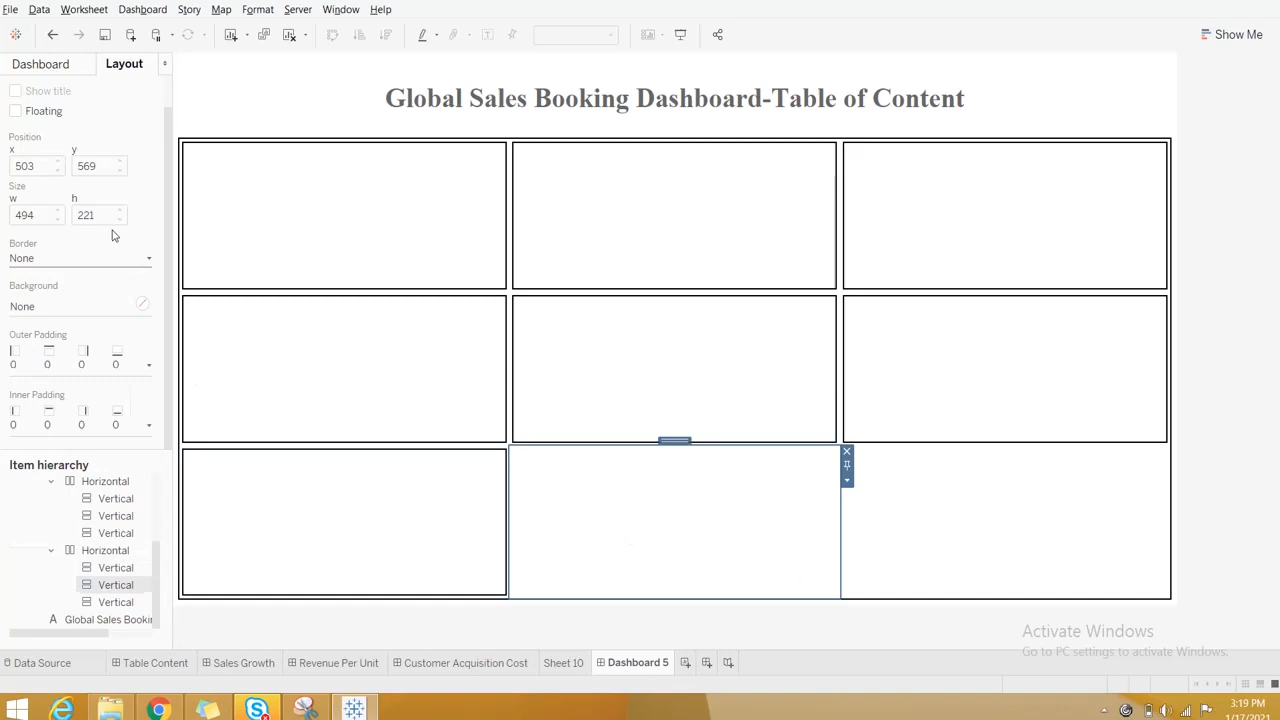 File Data Worksheet Dashboard Story Map Format Server Window Help
Show Me
Dashboard Layout
Show title
Floating
Position
x y
503 569
Size
w h
494 221
Border
None
Background
None
Outer Padding
0 0 0 0
Inner Padding
0 0 0 0
Item hierarchy
Horizontal
Vertical
Vertical
Vertical
Horizontal
Vertical
Vertical
Vertical
A Global Sales Bookin
Global Sales Booking Dashboard-Table of Content
Activate Windows
Go to PC settings to activate Windows.
Data Source Table Content Sales Growth Revenue Per Unit Customer Acquisition Cost Sheet 10 Dashboard 5
3:19 PM
1/17/2021